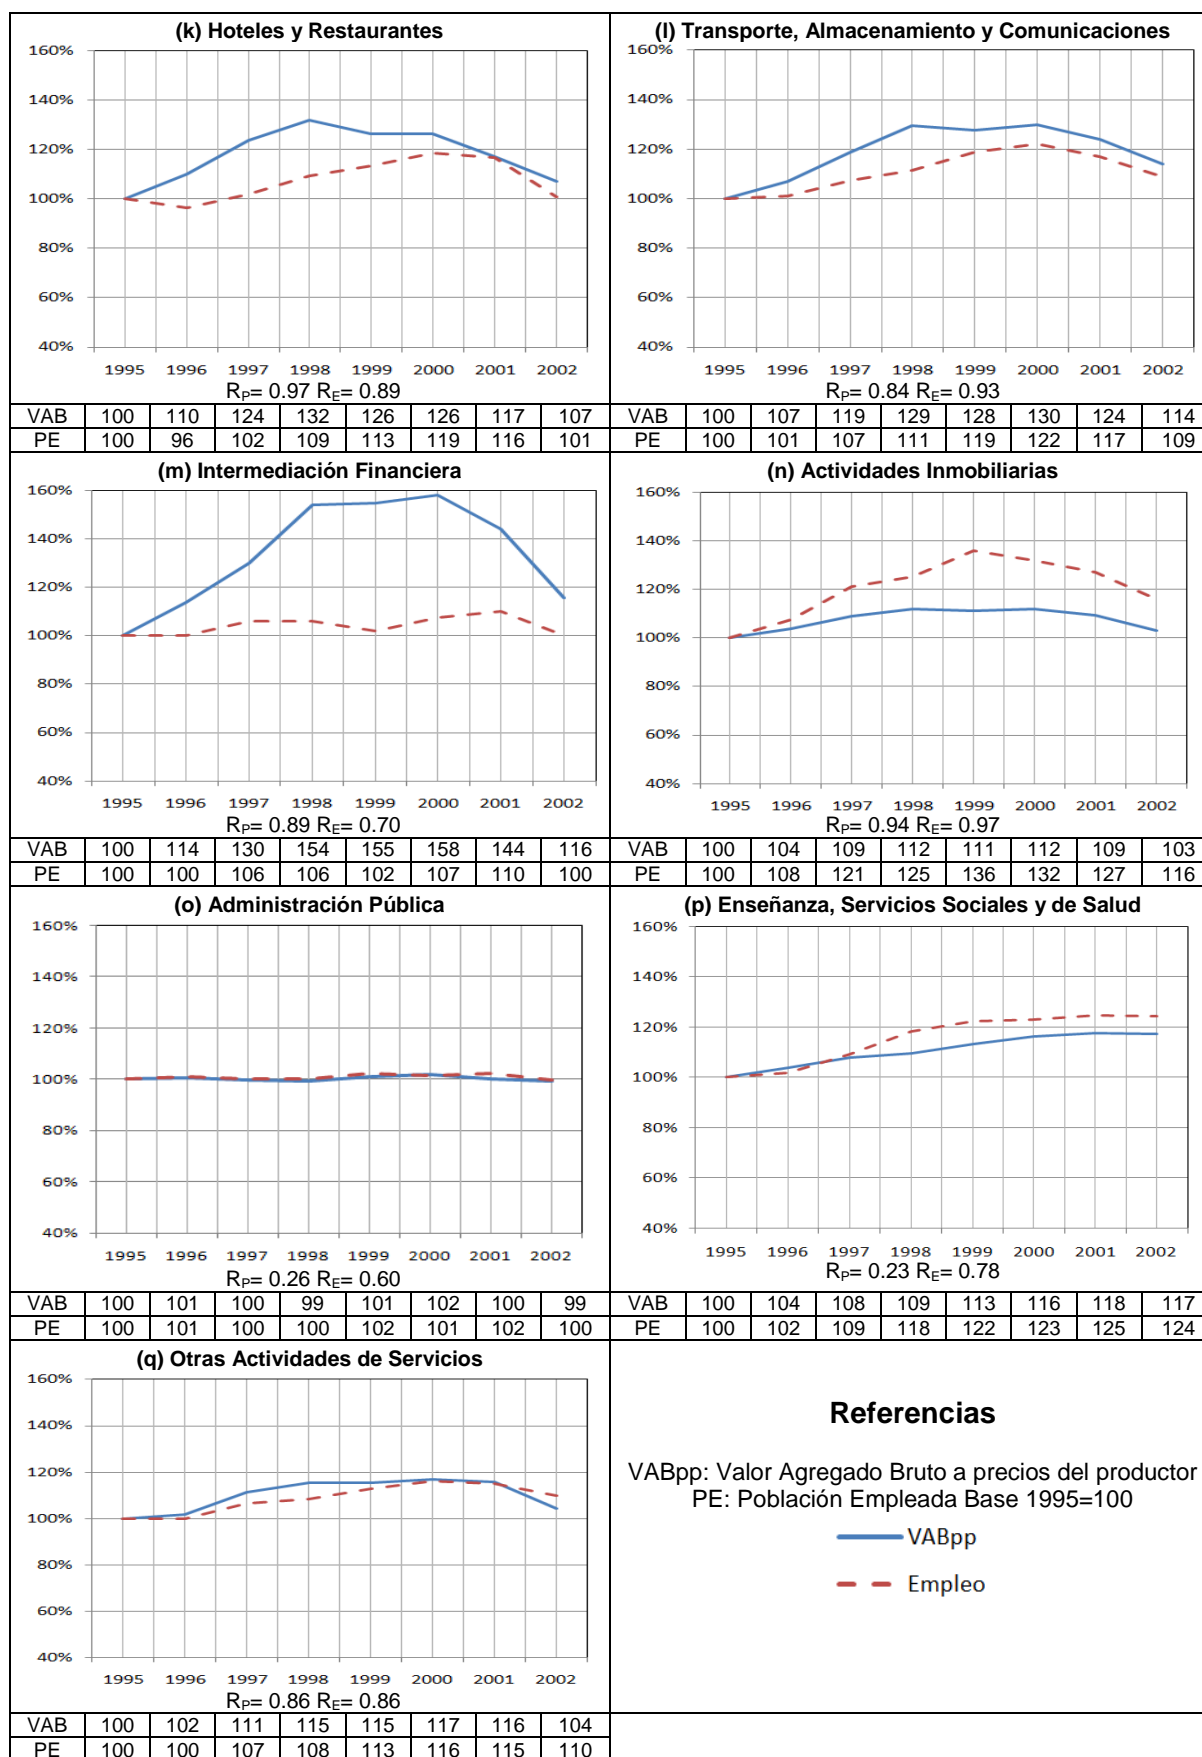 (k) Hoteles y Restaurantes
160%
140%
120%
100%
80%
60%
40%
1995 1996 1997 1998 1999 2000 2001 2002
RP= 0.97 RE= 0.89
VAB 100 110 124 132 126 126 117 107
PE 100 96 102 109 113 119 116 101
(l) Transporte, Almacenamiento y Comunicaciones
160%
140%
120%
100%
80%
60%
40%
1995 1996 1997 1998 1999 2000 2001 2002
RP= 0.84 RE= 0.93
VAB 100 107 119 129 128 130 124 114
PE 100 101 107 111 119 122 117 109
(m) Intermediación Financiera
160%
140%
120%
100%
80%
60%
40%
1995 1996 1997 1998 1999 2000 2001 2002
RP= 0.89 RE= 0.70
VAB 100 114 130 154 155 158 144 116
PE 100 100 106 106 102 107 110 100
(n) Actividades Inmobiliarias
160%
140%
120%
100%
80%
60%
40%
1995 1996 1997 1998 1999 2000 2001 2002
RP= 0.94 RE= 0.97
VAB 100 104 109 112 111 112 109 103
PE 100 108 121 125 136 132 127 116
(o) Administración Pública
160%
140%
120%
100%
80%
60%
40%
1995 1996 1997 1998 1999 2000 2001 2002
RP= 0.26 RE= 0.60
VAB 100 101 100 99 101 102 100 99
PE 100 101 100 100 102 101 102 100
(p) Enseñanza, Servicios Sociales y de Salud
160%
140%
120%
100%
80%
60%
40%
1995 1996 1997 1998 1999 2000 2001 2002
RP= 0.23 RE= 0.78
VAB 100 104 108 109 113 116 118 117
PE 100 102 109 118 122 123 125 124
(q) Otras Actividades de Servicios
160%
140%
120%
100%
80%
60%
40%
1995 1996 1997 1998 1999 2000 2001 2002
RP= 0.86 RE= 0.86
VAB 100 102 111 115 115 117 116 104
PE 100 100 107 108 113 116 115 110
Referencias
VABpp: Valor Agregado Bruto a precios del productor
PE: Población Empleada Base 1995=100
VABpp
Empleo